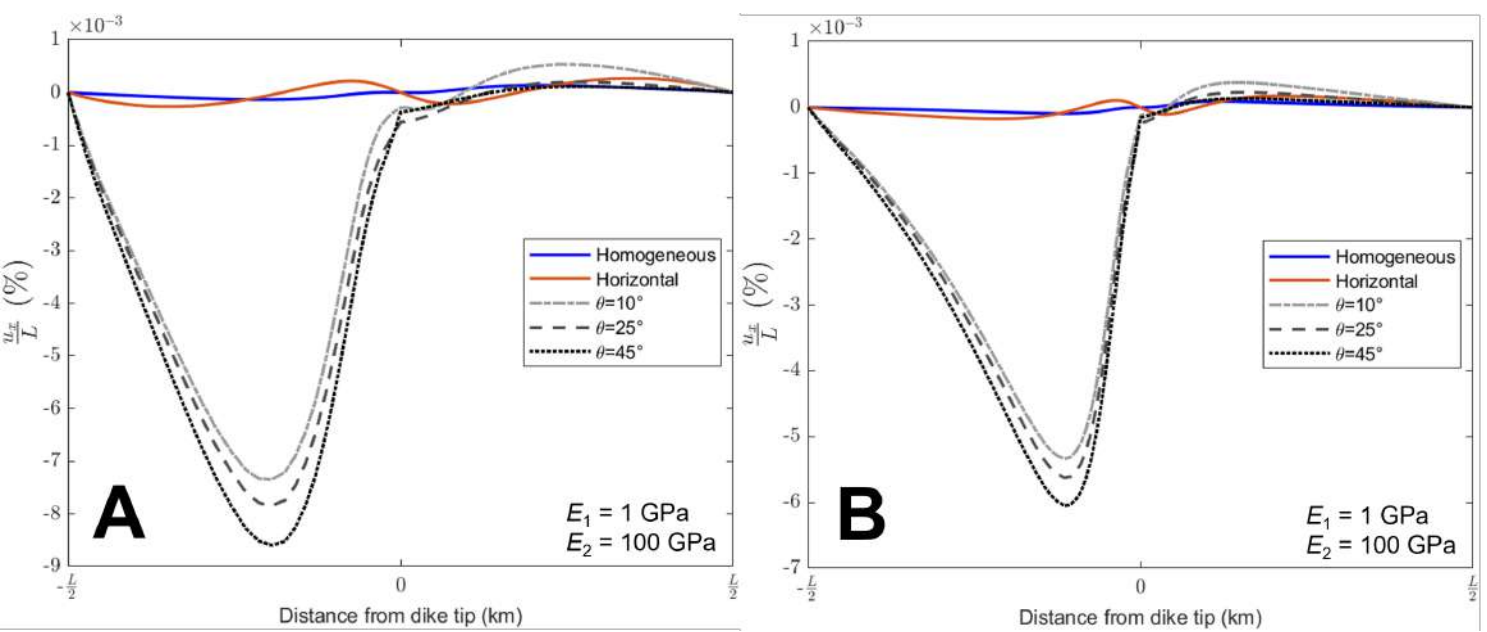 ×10⁻³
1
0
-1
-2
-3
-4
-5
-6
-7
-8
-9
uₓ/L (%)
Homogeneous
Horizontal
θ=10°
θ=25°
θ=45°
A
E₁ = 1 GPa
E₂ = 100 GPa
-L/2
0
L/2
Distance from dike tip (km)
×10⁻³
1
0
-1
-2
-3
-4
-5
-6
-7
uₓ/L (%)
Homogeneous
Horizontal
θ=10°
θ=25°
θ=45°
B
E₁ = 1 GPa
E₂ = 100 GPa
-L/2
0
L/2
Distance from dike tip (km)